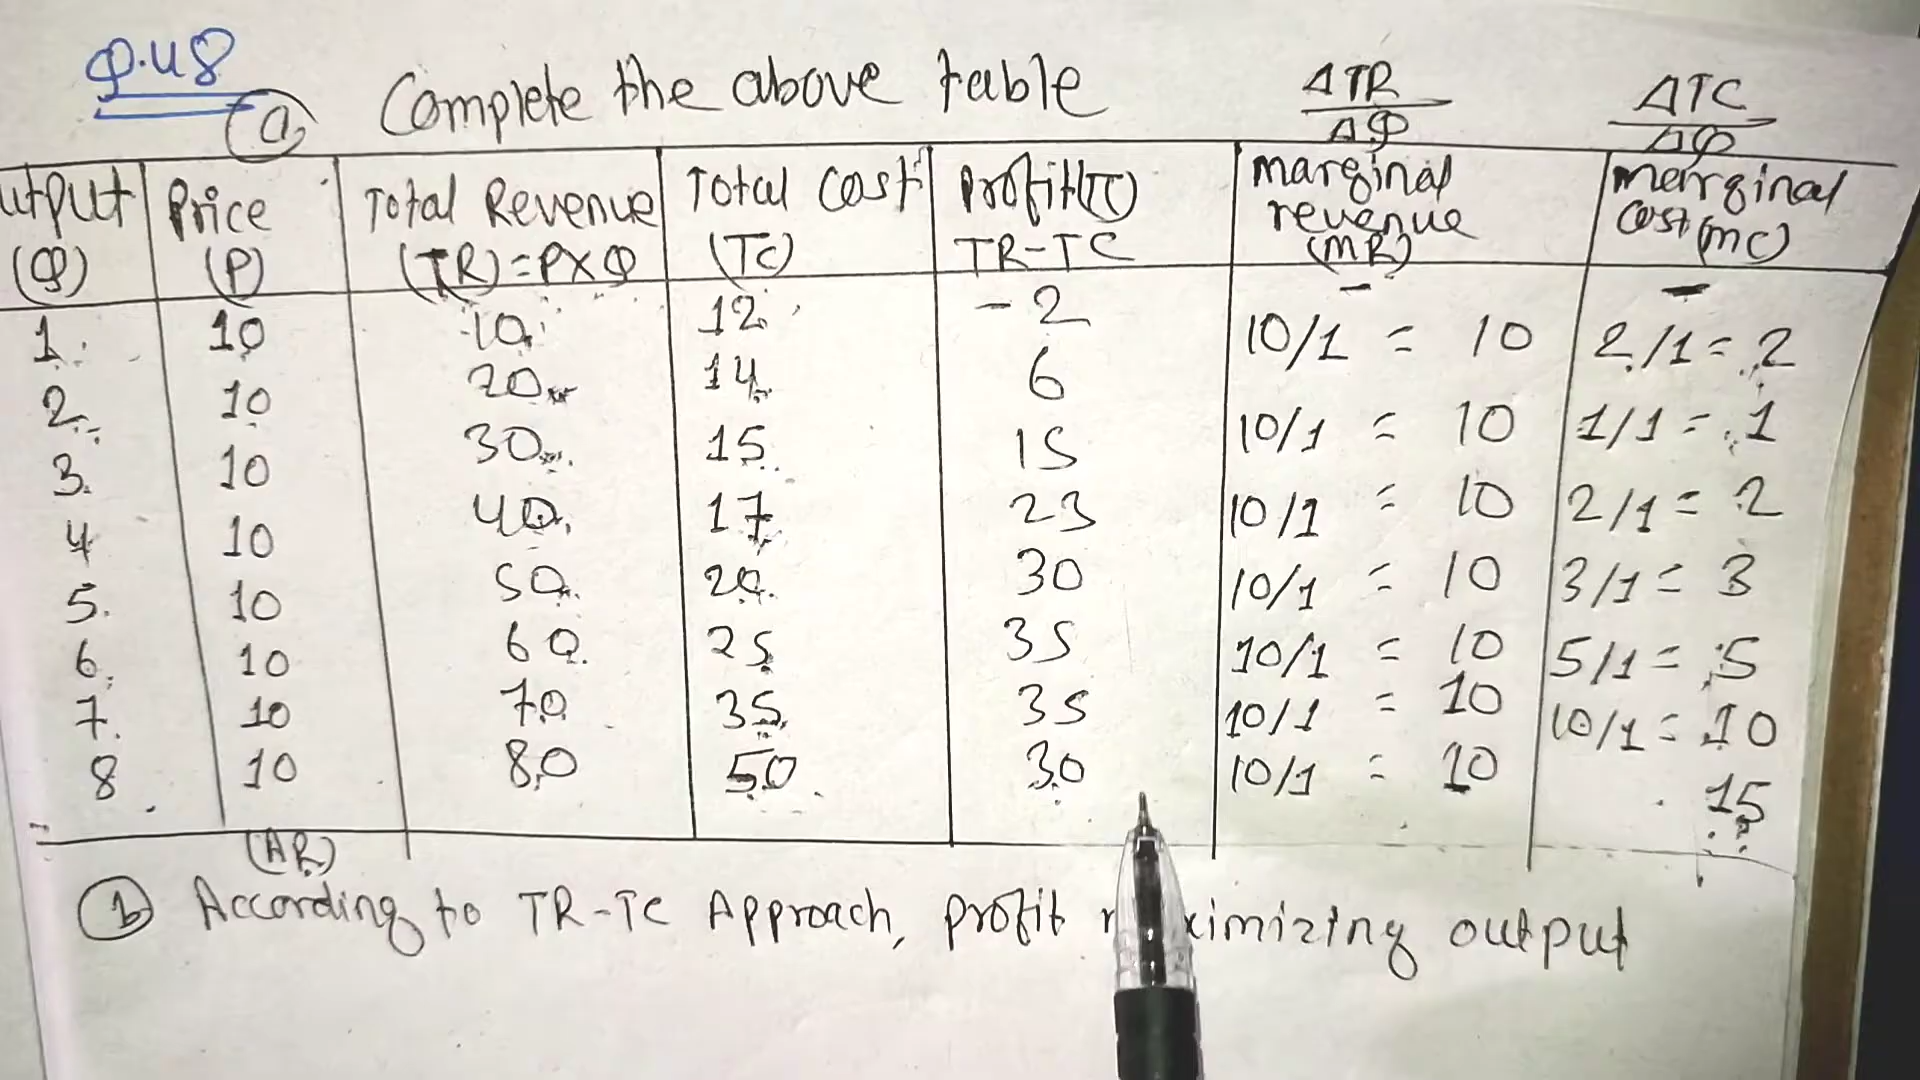 Q.48
a, Complete the above table
ΔTR/ΔQ ΔTC/ΔQ
utput (Q) | Price (P) | Total Revenue (TR)=P×Q | Total Cost (TC) | Profit(π) TR-TC | marginal revenue (MR) | marginal cost (MC)
1. 10 10 12 -2 - -
2. 10 20 14 6 10/1 = 10 2/1 = 2
3. 10 30 15 15 10/1 = 10 1/1 = 1
4 10 40 17 23 10/1 = 10 2/1 = 2
5. 10 50 20 30 10/1 = 10 3/1 = 3
6. 10 60 25 35 10/1 = 10 5/1 = 5
7. 10 70 35 35 10/1 = 10 10/1 = 10
8 10 80 50 30 10/1 = 10 15
(AR)
b According to TR-TC Approach, profit ximizing output